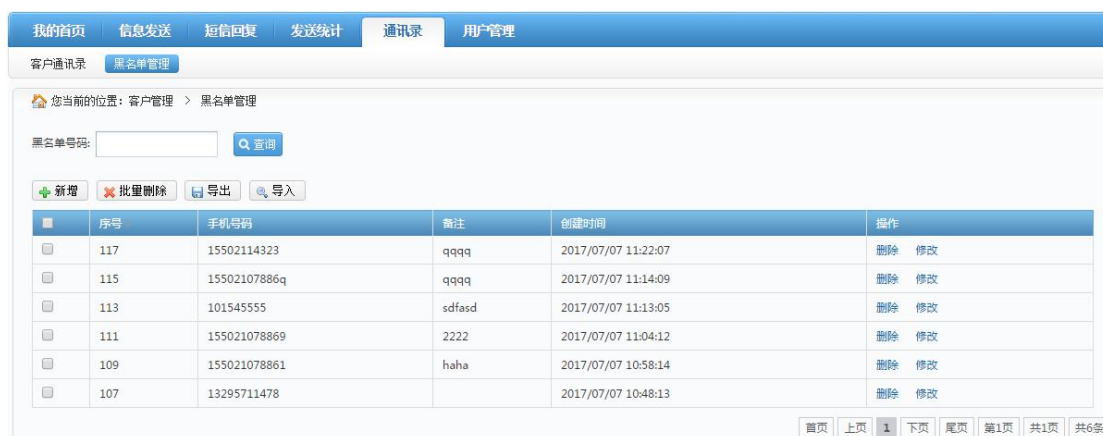 我的首页 信息发送 短信回复 发送统计 通讯录 用户管理
客户通讯录 黑名单管理
您当前的位置：客户管理 > 黑名单管理
黑名单号码: 查询
新增 批量删除 导出 导入
序号 手机号码 备注 创建时间 操作
117 15502114323 qqqq 2017/07/07 11:22:07 删除 修改
115 15502107886q qqqq 2017/07/07 11:14:09 删除 修改
113 101545555 sdfasd 2017/07/07 11:13:05 删除 修改
111 155021078869 2222 2017/07/07 11:04:12 删除 修改
109 155021078861 haha 2017/07/07 10:58:14 删除 修改
107 13295711478 2017/07/07 10:48:13 删除 修改
首页 上页 1 下页 尾页 第1页 共1页 共6条